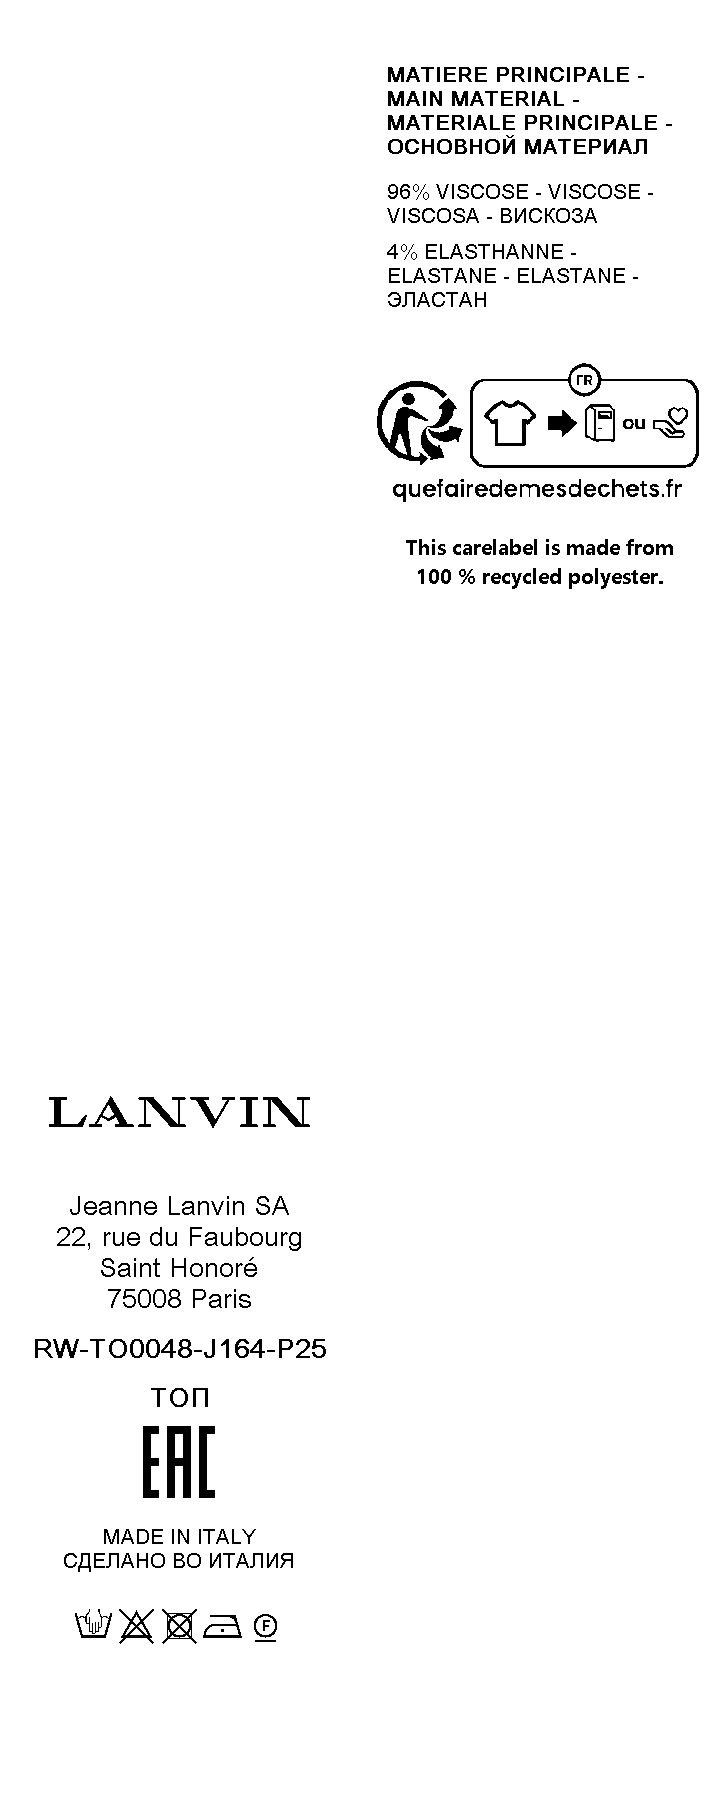 MATIERE PRINCIPALE -
MAIN MATERIAL -
MATERIALE PRINCIPALE -
ОСНОВНОЙ МАТЕРИАЛ
96% VISCOSE - VISCOSE -
VISCOSA - ВИСКОЗА
4% ELASTHANNE -
ELASTANE - ELASTANE -
ЭЛАСТАН
FR
ou
quefairedemesdechets.fr
This carelabel is made from
100 % recycled polyester.
LANVIN
Jeanne Lanvin SA
22, rue du Faubourg
Saint Honoré
75008 Paris
RW-TO0048-J164-P25
ТОП
EAC
MADE IN ITALY
СДЕЛАНО ВО ИТАЛИЯ
F